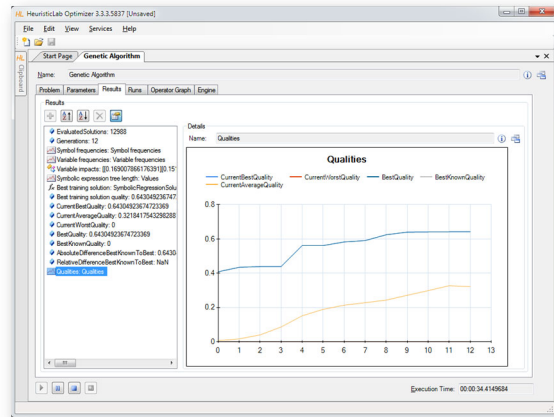 HeuristicLab Optimizer 3.3.3.5837 [Unsaved]
File Edit View Services Help
Start Page Genetic Algorithm
Clipboard
Name: Genetic Algorithm
Problem Parameters Results Runs Operator Graph Engine
Results
EvaluatedSolutions: 12988
Generations: 12
Symbol frequencies: Symbol frequencies
Variable frequencies: Variable frequencies
Variable impacts: [[0.169007866176391][0.15
Symbolic expression tree length: Values
Best training solution: SymbolicRegressionSolu
Best training solution quality: 0.643049236747
CurrentBestQuality: 0.64304923674723369
CurrentAverageQuality: 0.3218417543298288
CurrentWorstQuality: 0
BestQuality: 0.64304923674723369
BestKnownQuality: 0
AbsoluteDifferenceBestKnownToBest: 0.6430
RelativeDifferenceBestKnownToBest: NaN
Qualities: Qualities
Details
Name: Qualities
Qualities
CurrentBestQuality CurrentWorstQuality BestQuality BestKnownQuality
CurrentAverageQuality
0.8
0.6
0.4
0.2
0
0 1 2 3 4 5 6 7 8 9 10 11 12 13
Execution Time: 00:00:34.4149684